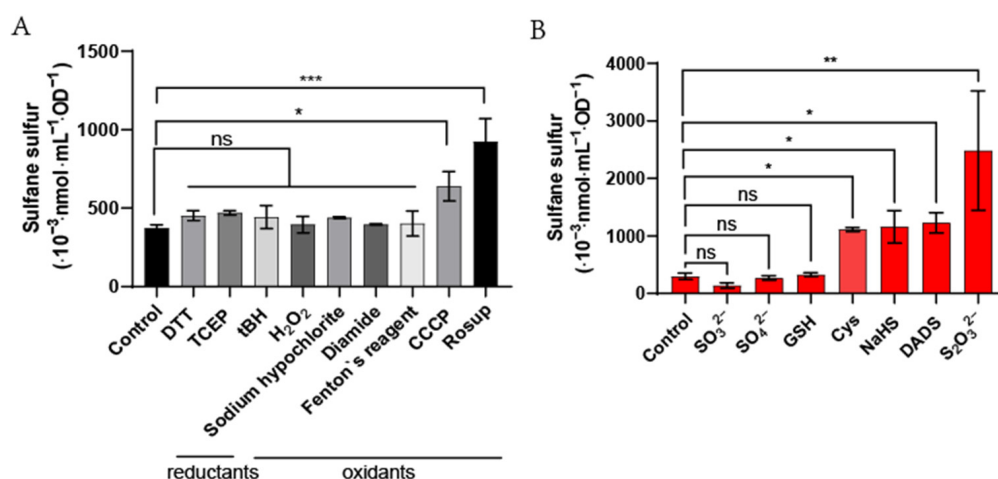 A
Sulfane sulfur
(·10⁻³·nmol·mL⁻¹·OD⁻¹)
1500
1000
500
0
***
*
ns
Control
DTT
TCEP
tBH
H₂O₂
Sodium hypochlorite
Diamide
Fenton`s reagent
CCCP
Rosup
reductants
oxidants
B
Sulfane sulfur
(·10⁻³·nmol·mL⁻¹·OD⁻¹)
4000
3000
2000
1000
0
**
*
*
*
ns
ns
ns
Control
SO₃²⁻
SO₄²⁻
GSH
Cys
NaHS
DADS
S₂O₃²⁻